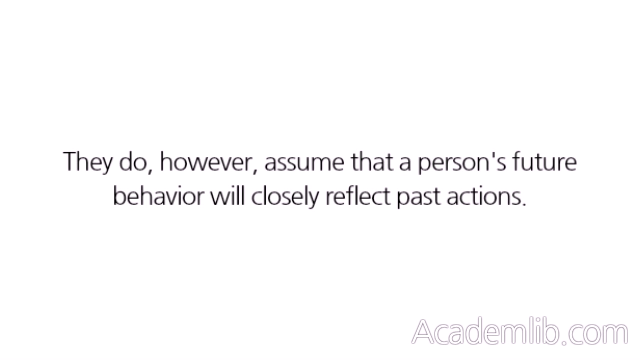 They do, however, assume that a person's future
behavior will closely reflect past actions.
Academlib.com